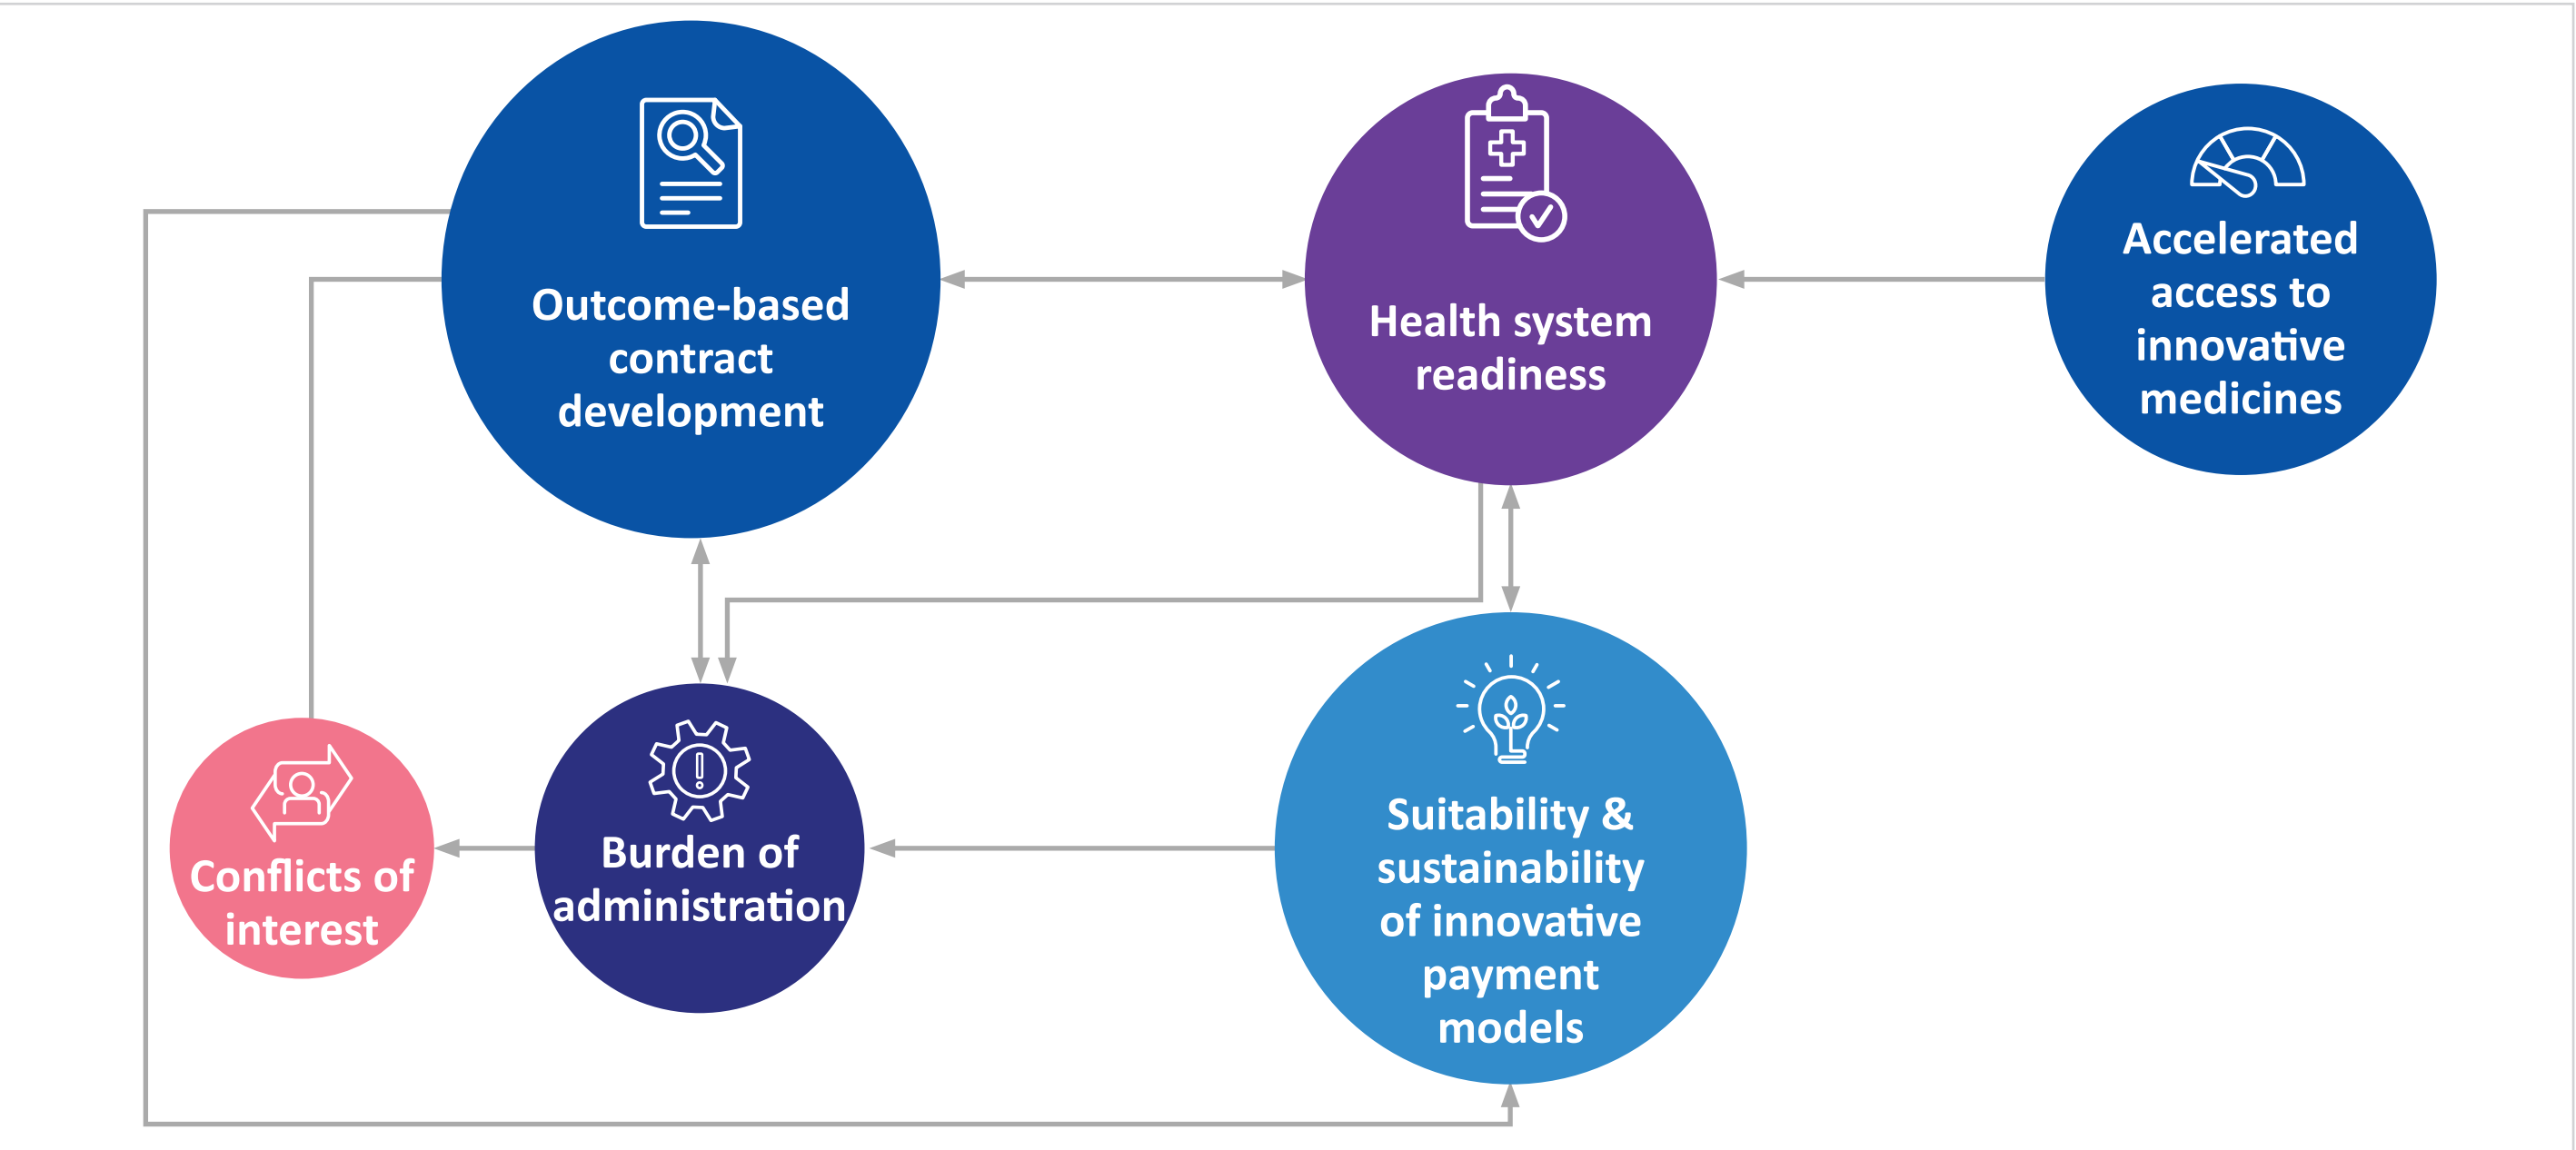 Outcome-based
contract
development
Health system
readiness
Accelerated
access to
innovative
medicines
Conflicts of
interest
Burden of
administration
Suitability &
sustainability
of innovative
payment
models